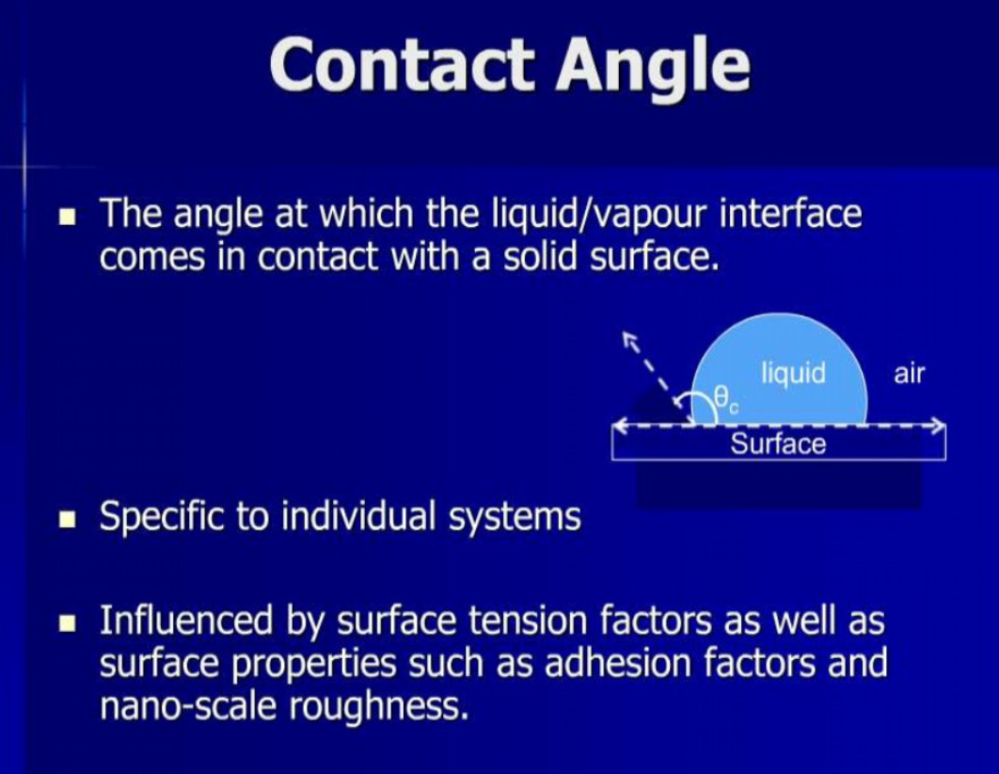 Contact Angle
The angle at which the liquid/vapour interface
comes in contact with a solid surface.
liquid
air
θc
Surface
Specific to individual systems
Influenced by surface tension factors as well as
surface properties such as adhesion factors and
nano-scale roughness.